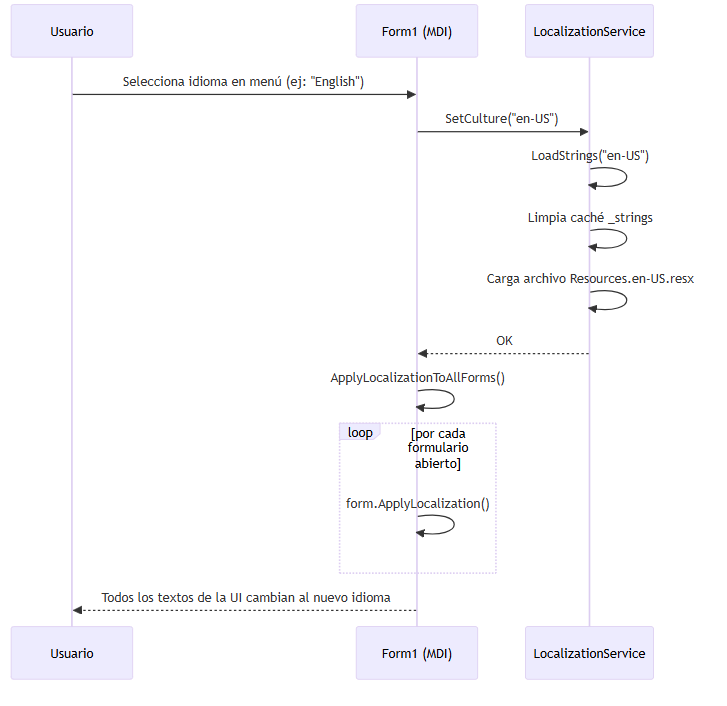 Usuario
Form1 (MDI)
LocalizationService
Selecciona idioma en menú (ej: "English")
SetCulture("en-US")
LoadStrings("en-US")
Limpia caché _strings
Carga archivo Resources.en-US.resx
OK
ApplyLocalizationToAllForms()
loop
[por cada
formulario
abierto]
form.ApplyLocalization()
Todos los textos de la UI cambian al nuevo idioma
Usuario
Form1 (MDI)
LocalizationService